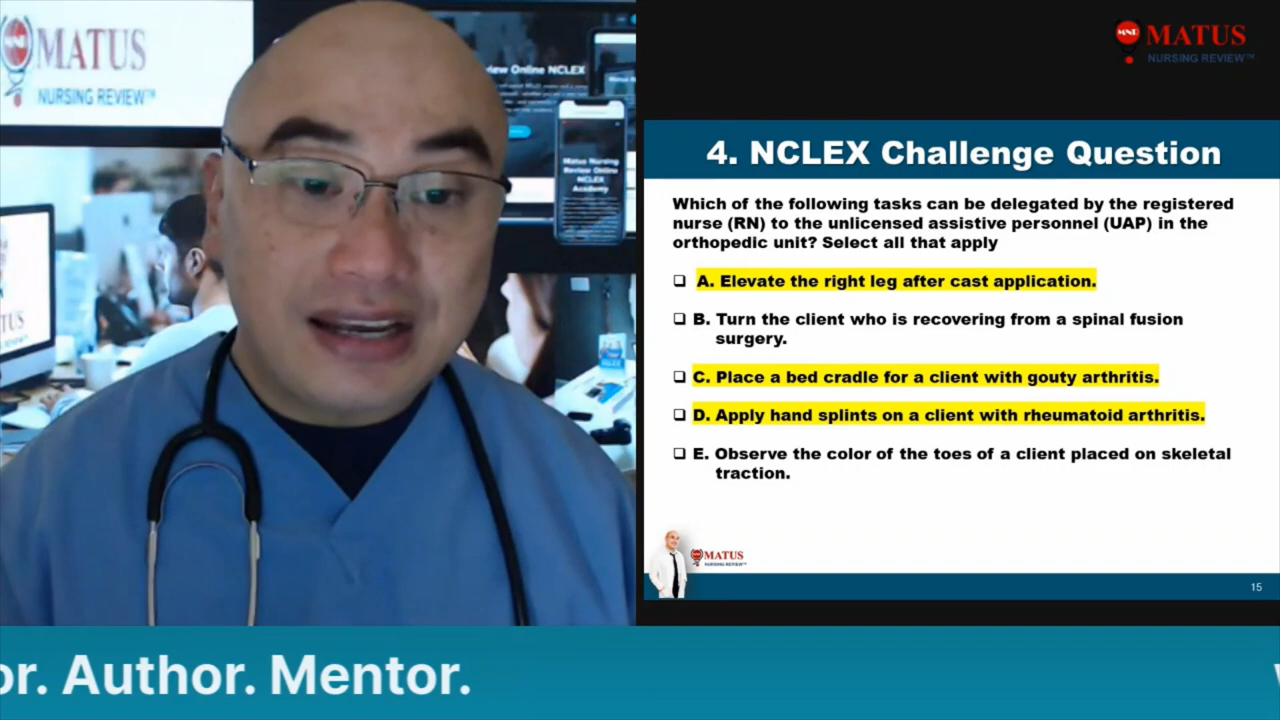 MATUS
NURSING REVIEW™
Review Online NCLEX
Matus Nursing
Review Online
NCLEX
Academy
MNR MATUS
NURSING REVIEW™
4. NCLEX Challenge Question
Which of the following tasks can be delegated by the registered
nurse (RN) to the unlicensed assistive personnel (UAP) in the
orthopedic unit? Select all that apply
A. Elevate the right leg after cast application.
B. Turn the client who is recovering from a spinal fusion
surgery.
C. Place a bed cradle for a client with gouty arthritis.
D. Apply hand splints on a client with rheumatoid arthritis.
E. Observe the color of the toes of a client placed on skeletal
traction.
MATUS
NURSING REVIEW™
15
or. Author. Mentor.